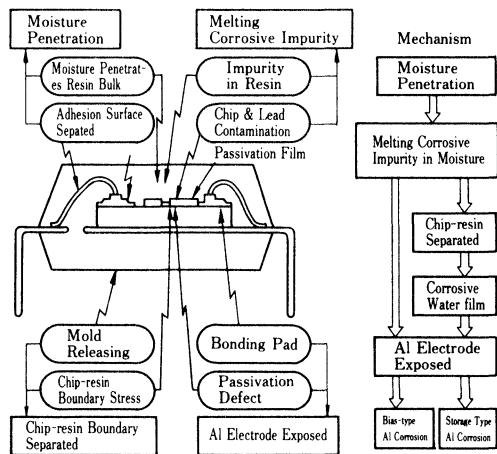 Moisture
Penetration
Melting
Corrosive Impurity
Moisture Penetrat-
es Resin Bulk
Impurity
in Resin
Adhesion Surface
Sepated
Chip & Lead
Contamination
Passivation Film
Mold
Releasing
Bonding Pad
Chip-resin
Boundary Stress
Passivation
Defect
Chip-resin Boundary
Separated
Al Electrode Exposed
Mechanism
Moisture
Penetration
Melting Corrosive
Impurity in Moisture
Chip-resin
Separated
Corrosive
Water film
Al Electrode
Exposed
Bias-type
Al Corrosion
Storage Type
Al Corrosion